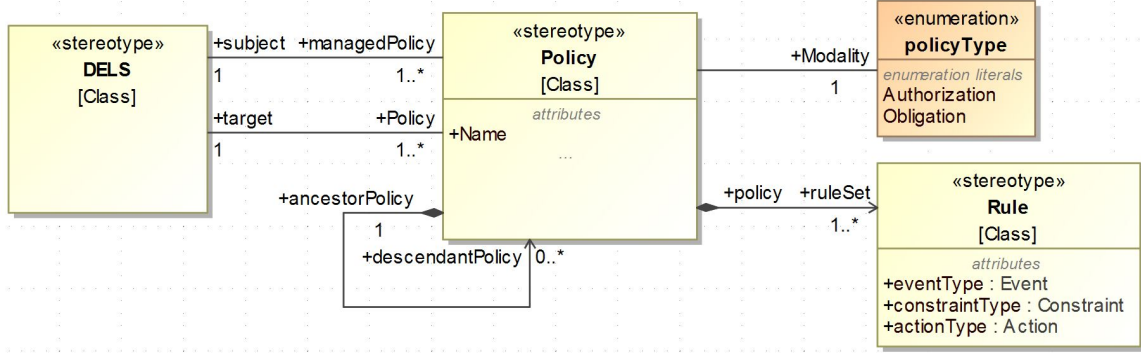 «stereotype»
DELS
[Class]
+subject
1
+managedPolicy
1..*
+target
1
+Policy
1..*
«stereotype»
Policy
[Class]
attributes
+Name
...
+ancestorPolicy
1
+descendantPolicy
0..*
+Modality
1
«enumeration»
policyType
enumeration literals
Authorization
Obligation
+policy
+ruleSet
1..*
«stereotype»
Rule
[Class]
attributes
+eventType : Event
+constraintType : Constraint
+actionType : Action